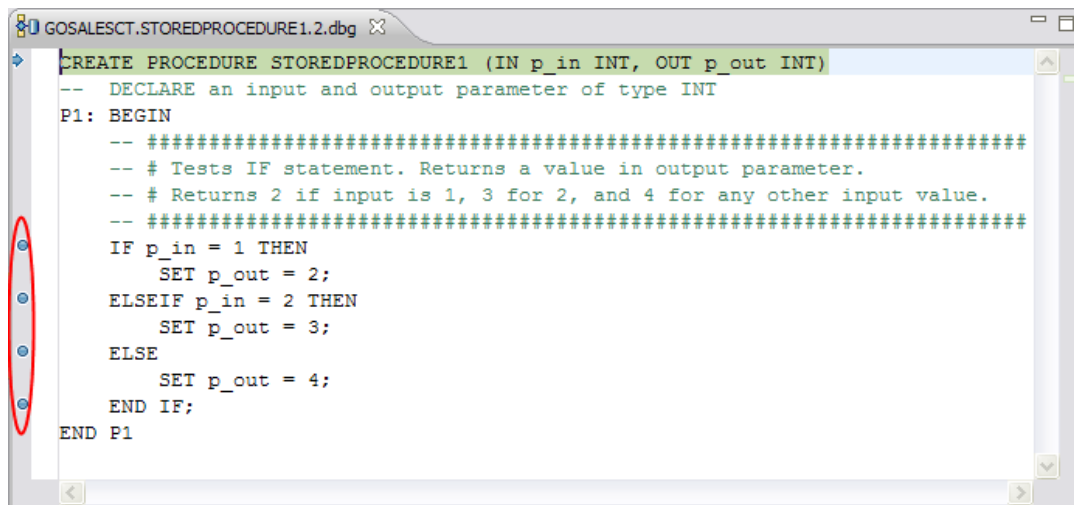 GOSALESCT.STOREDPROCEDURE1.2.dbg
CREATE PROCEDURE STOREDPROCEDURE1 (IN p_in INT, OUT p_out INT)
-- DECLARE an input and output parameter of type INT
P1: BEGIN
-- #######################################################################
-- # Tests IF statement. Returns a value in output parameter.
-- # Returns 2 if input is 1, 3 for 2, and 4 for any other input value.
-- #######################################################################
IF p_in = 1 THEN
SET p_out = 2;
ELSEIF p_in = 2 THEN
SET p_out = 3;
ELSE
SET p_out = 4;
END IF;
END P1